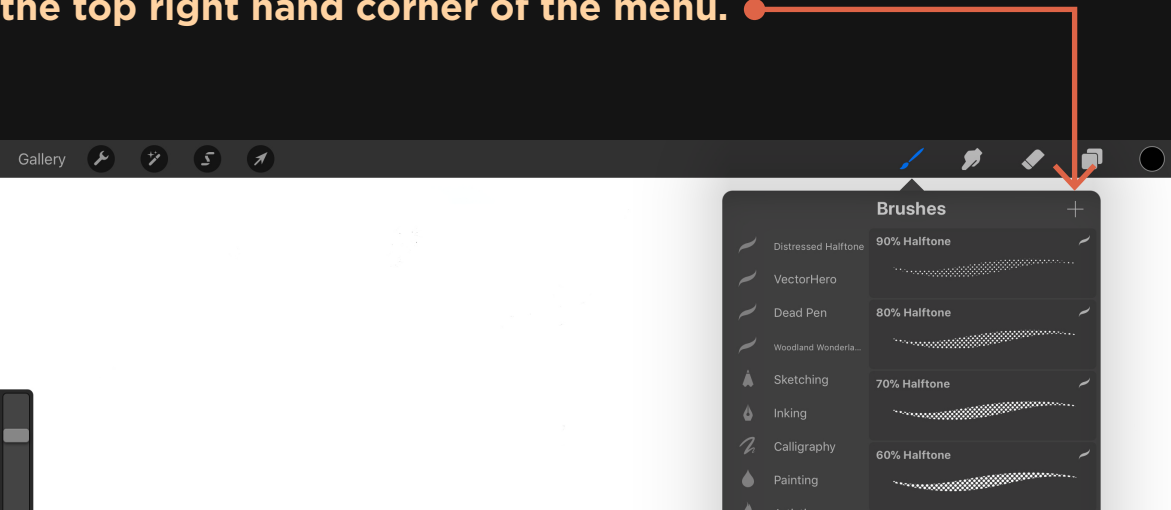 the top right hand corner of the menu.
Gallery
Brushes
Distressed Halftone
90% Halftone
VectorHero
Dead Pen
80% Halftone
Woodland Wonderla...
Sketching
70% Halftone
Inking
Calligraphy
60% Halftone
Painting